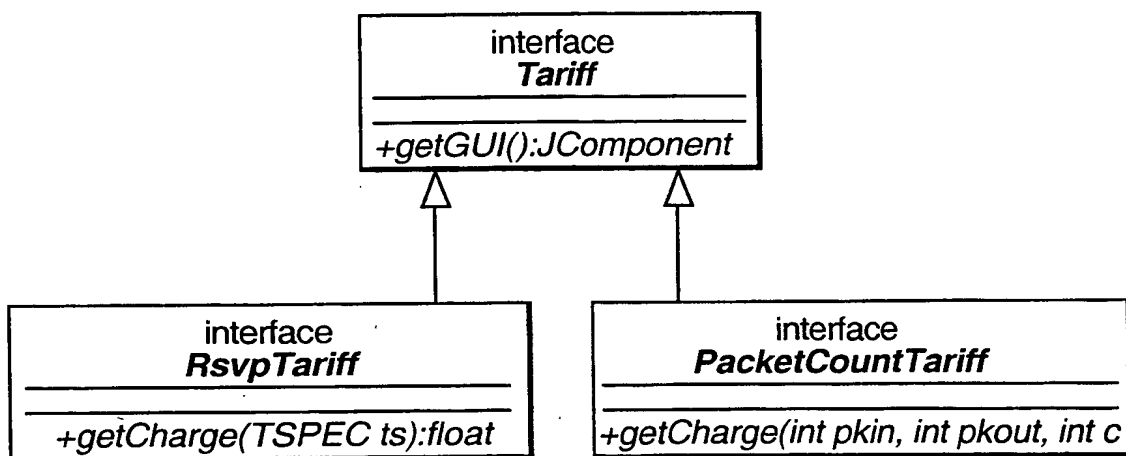 interface
Tariff
+getGUI():JComponent
interface
RsvpTariff
+getCharge(TSPEC ts):float
interface
PacketCountTariff
+getCharge(int pkin, int pkout, int c